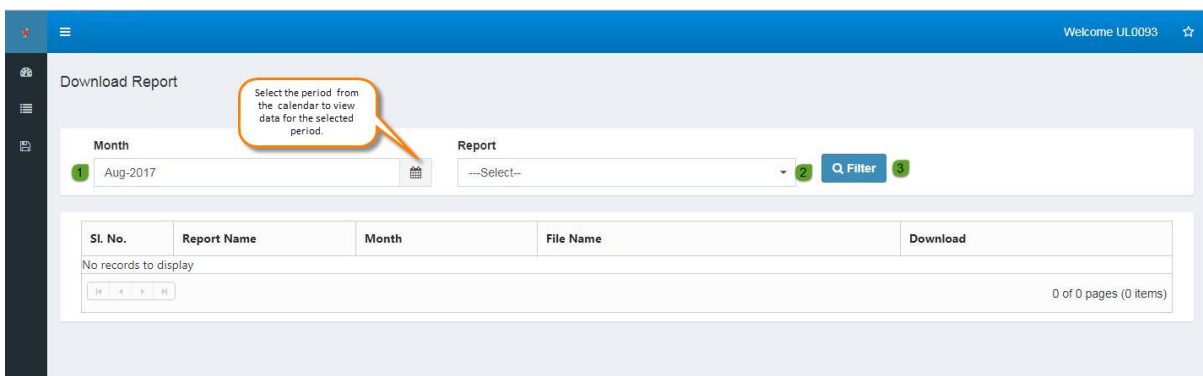 Welcome UL0093
Download Report
Select the period from
the calendar to view
data for the selected
period.
Month
Report
1
Aug-2017
---Select--
2
Filter
3
Sl. No.
Report Name
Month
File Name
Download
No records to display
0 of 0 pages (0 items)